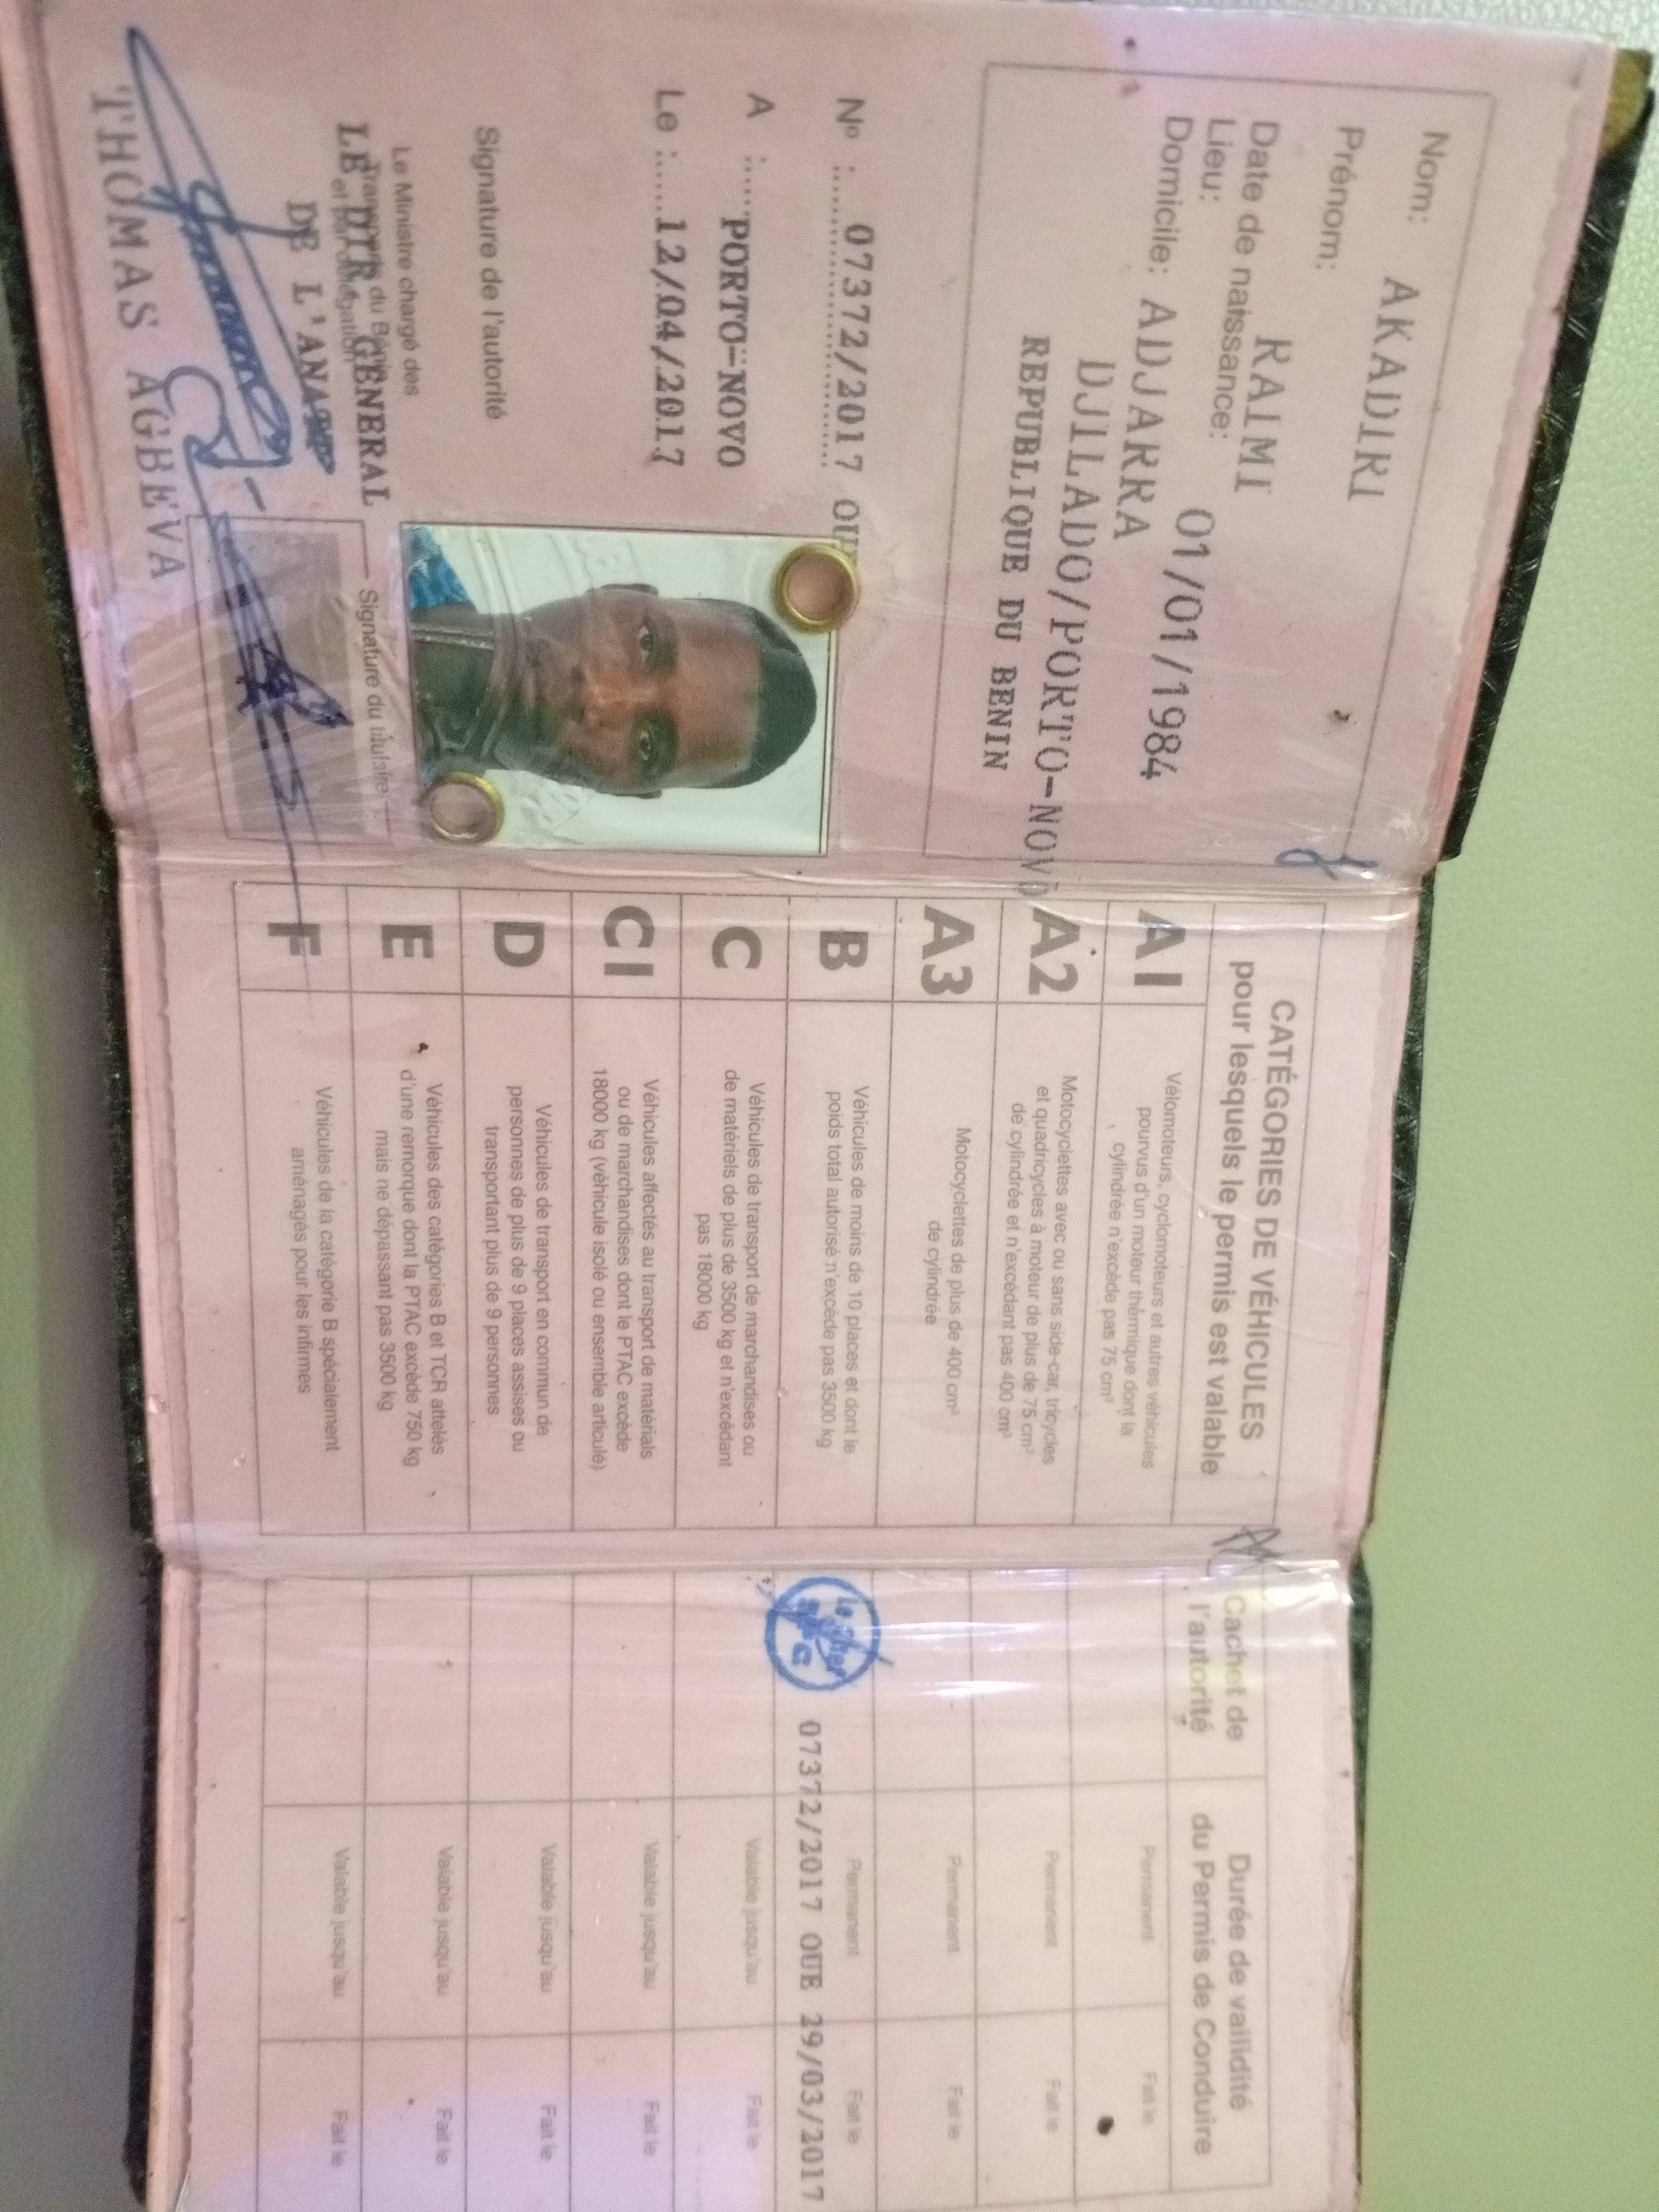 Nom: AKADIRI
Prénom: RAIMI
Date de naissance: 01/01/1984
Lieu: ADJARRA
Domicile: DJILADO/PORTO-NOVO
REPUBLIQUE DU BENIN
Nº : 07372/2017 OUE
A : PORTO-NOVO
Le : 12/04/2017
Signature de l'autorité
Le Ministre chargé des
Transports du Bénin
et par délégation
LE DIR GENERAL
DE L'ANATT
THOMAS AGBEVA
Signature du titulaire
CATÉGORIES DE VÉHICULES
pour lesquels le permis est valable
A1
Vélomoteurs, cyclomoteurs et autres véhicules
pourvus d'un moteur thérmique dont la
cylindrée n'excède pas 75 cm³
A2
Motocyclettes avec ou sans side-car, tricycles
et quadricycles à moteur de plus de 75 cm³
de cylindrée et n'excédant pas 400 cm³
A3
Motocyclettes de plus de 400 cm³
de cylindrée
B
Véhicules de moins de 10 places et dont le
poids total autorisé n'excède pas 3500 kg
C
Véhicules de transport de marchandises ou
de matériels de plus de 3500 kg et n'excédant
pas 18000 kg
C1
Véhicules affectés au transport de matérials
ou de marchandises dont le PTAC excède
18000 kg (véhicule isolé ou ensemble articulé)
D
Véhicules de transport en commun de
personnes de plus de 9 places assises ou
transportant plus de 9 personnes
E
Véhicules des catégories B et TCR attelés
d'une remorque dont la PTAC excède 750 kg
mais ne dépassant pas 3500 kg
F
Véhicules de la catégorie B spécialement
aménagés pour les infirmes
Cachet de
l'autorité
Durée de vailidité
du Permis de Conduire
Permanent Fait le
Permanent Fait le
Permanent Fait le
Permanent Fait le
07372/2017 OUE 29/03/2017
Valable jusqu'au Fait le
Valable jusqu'au Fait le
Valable jusqu'au Fait le
Valable jusqu'au Fait le
Valable jusqu'au Fait le